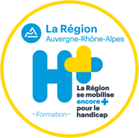 La Région
Auvergne-Rhône-Alpes
H+
La Région
se mobilise
encore +
pour le
handicap
~Formation~